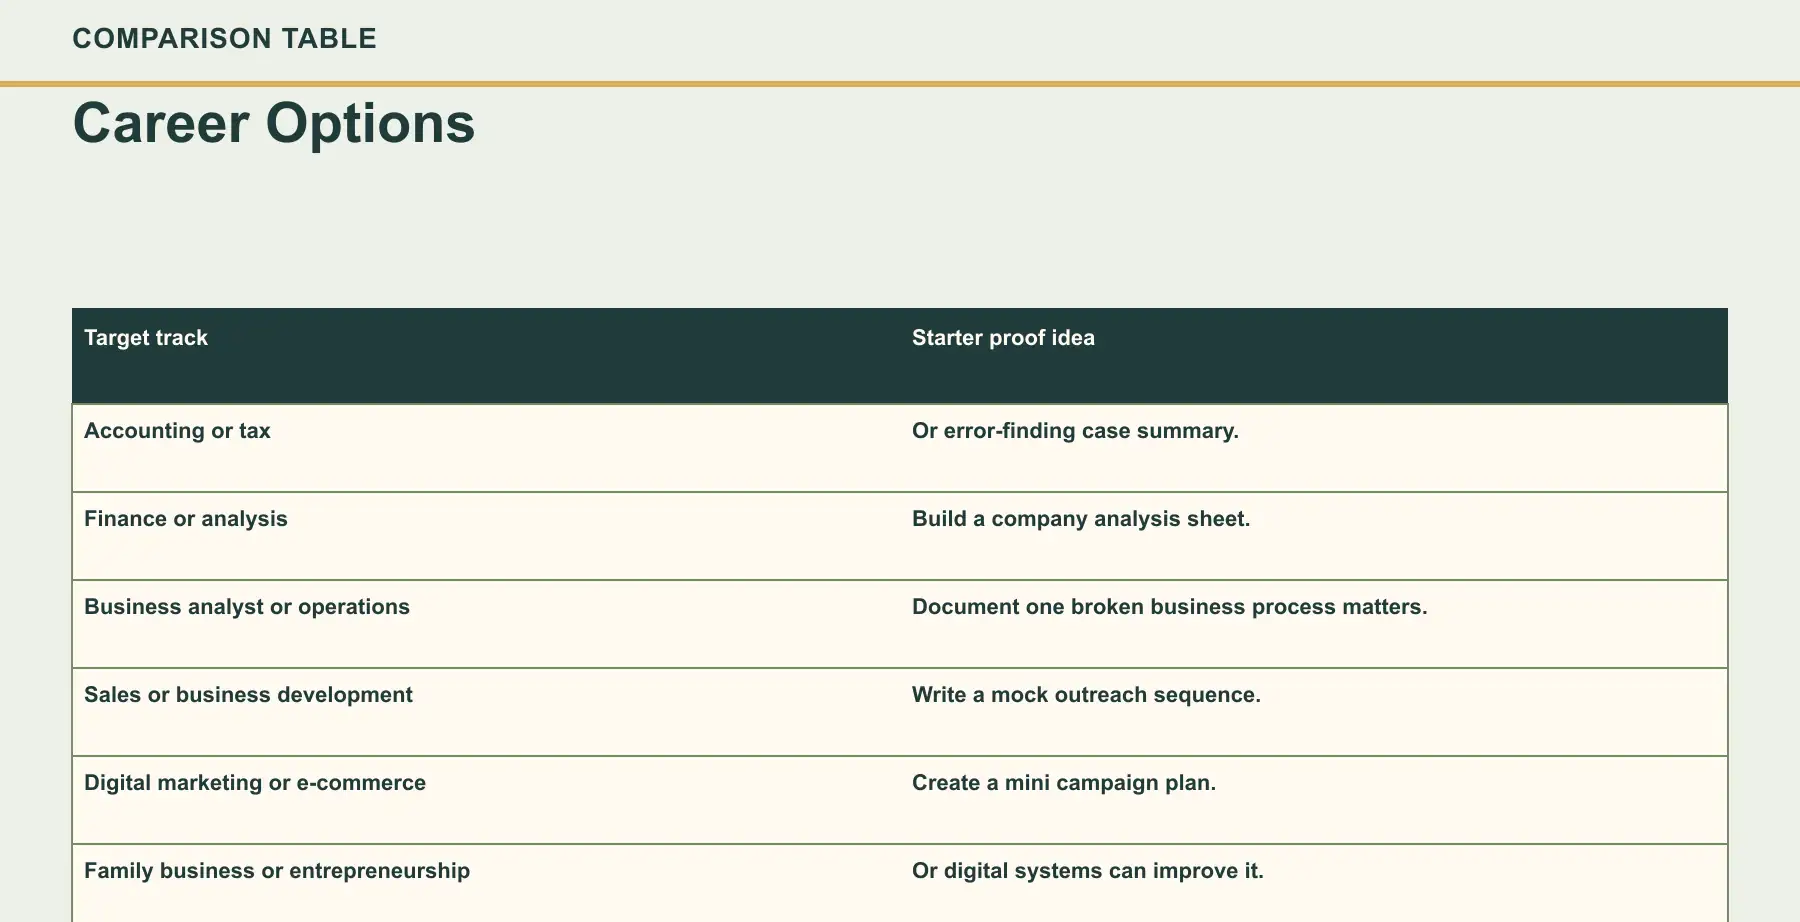 COMPARISON TABLE
Career Options
Target track Starter proof idea
Accounting or tax Or error-finding case summary.
Finance or analysis Build a company analysis sheet.
Business analyst or operations Document one broken business process matters.
Sales or business development Write a mock outreach sequence.
Digital marketing or e-commerce Create a mini campaign plan.
Family business or entrepreneurship Or digital systems can improve it.